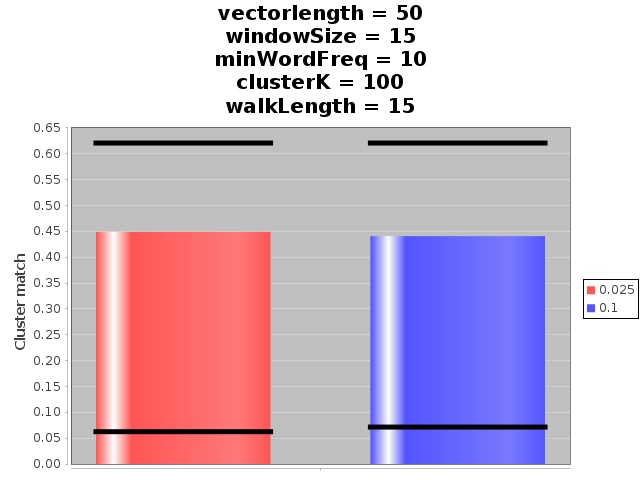 vectorlength = 50
windowSize = 15
minWordFreq = 10
clusterK = 100
walkLength = 15
0.65
0.60
0.55
0.50
0.45
0.40
0.35
0.30
0.25
0.20
0.15
0.10
0.05
0.00
Cluster match
0.025
0.1